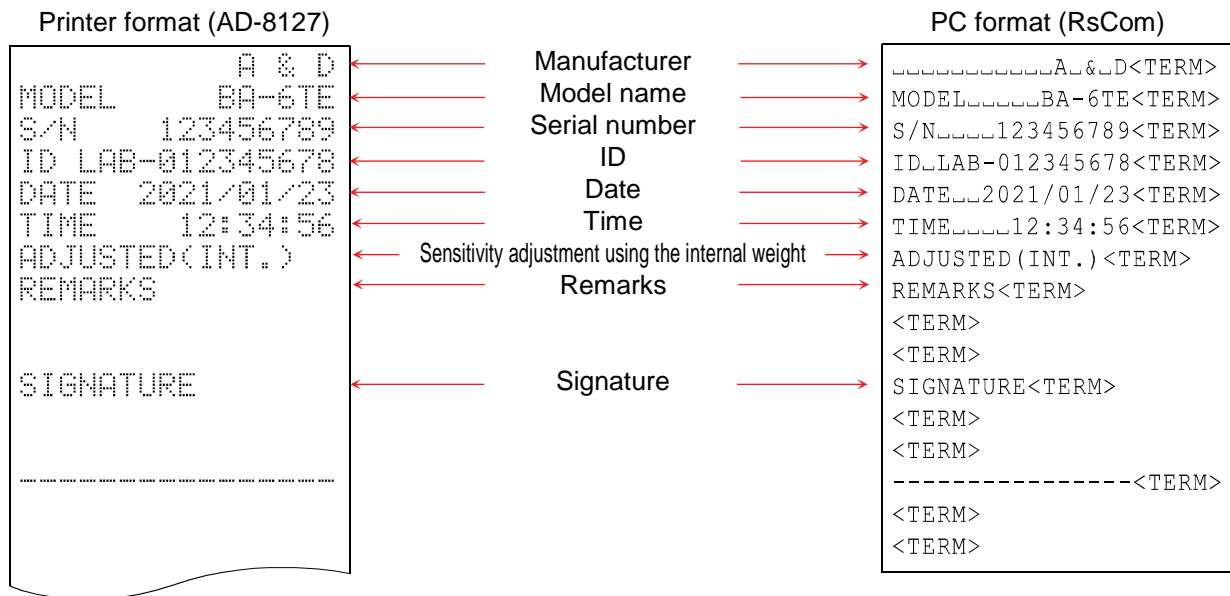 Printer format (AD-8127)
A & D
MODEL      BA-6TE
S/N     123456789
ID LAB-012345678
DATE   2021/01/23
TIME     12:34:56
ADJUSTED(INT.)
REMARKS
SIGNATURE
----------------
Manufacturer
Model name
Serial number
ID
Date
Time
Sensitivity adjustment using the internal weight
Remarks
Signature
PC format (RsCom)
␣␣␣␣␣␣␣␣␣␣␣A␣&␣D<TERM>
MODEL␣␣␣␣␣BA-6TE<TERM>
S/N␣␣␣␣123456789<TERM>
ID␣LAB-012345678<TERM>
DATE␣␣2021/01/23<TERM>
TIME␣␣␣␣12:34:56<TERM>
ADJUSTED(INT.)<TERM>
REMARKS<TERM>
<TERM>
<TERM>
SIGNATURE<TERM>
<TERM>
<TERM>
----------------<TERM>
<TERM>
<TERM>